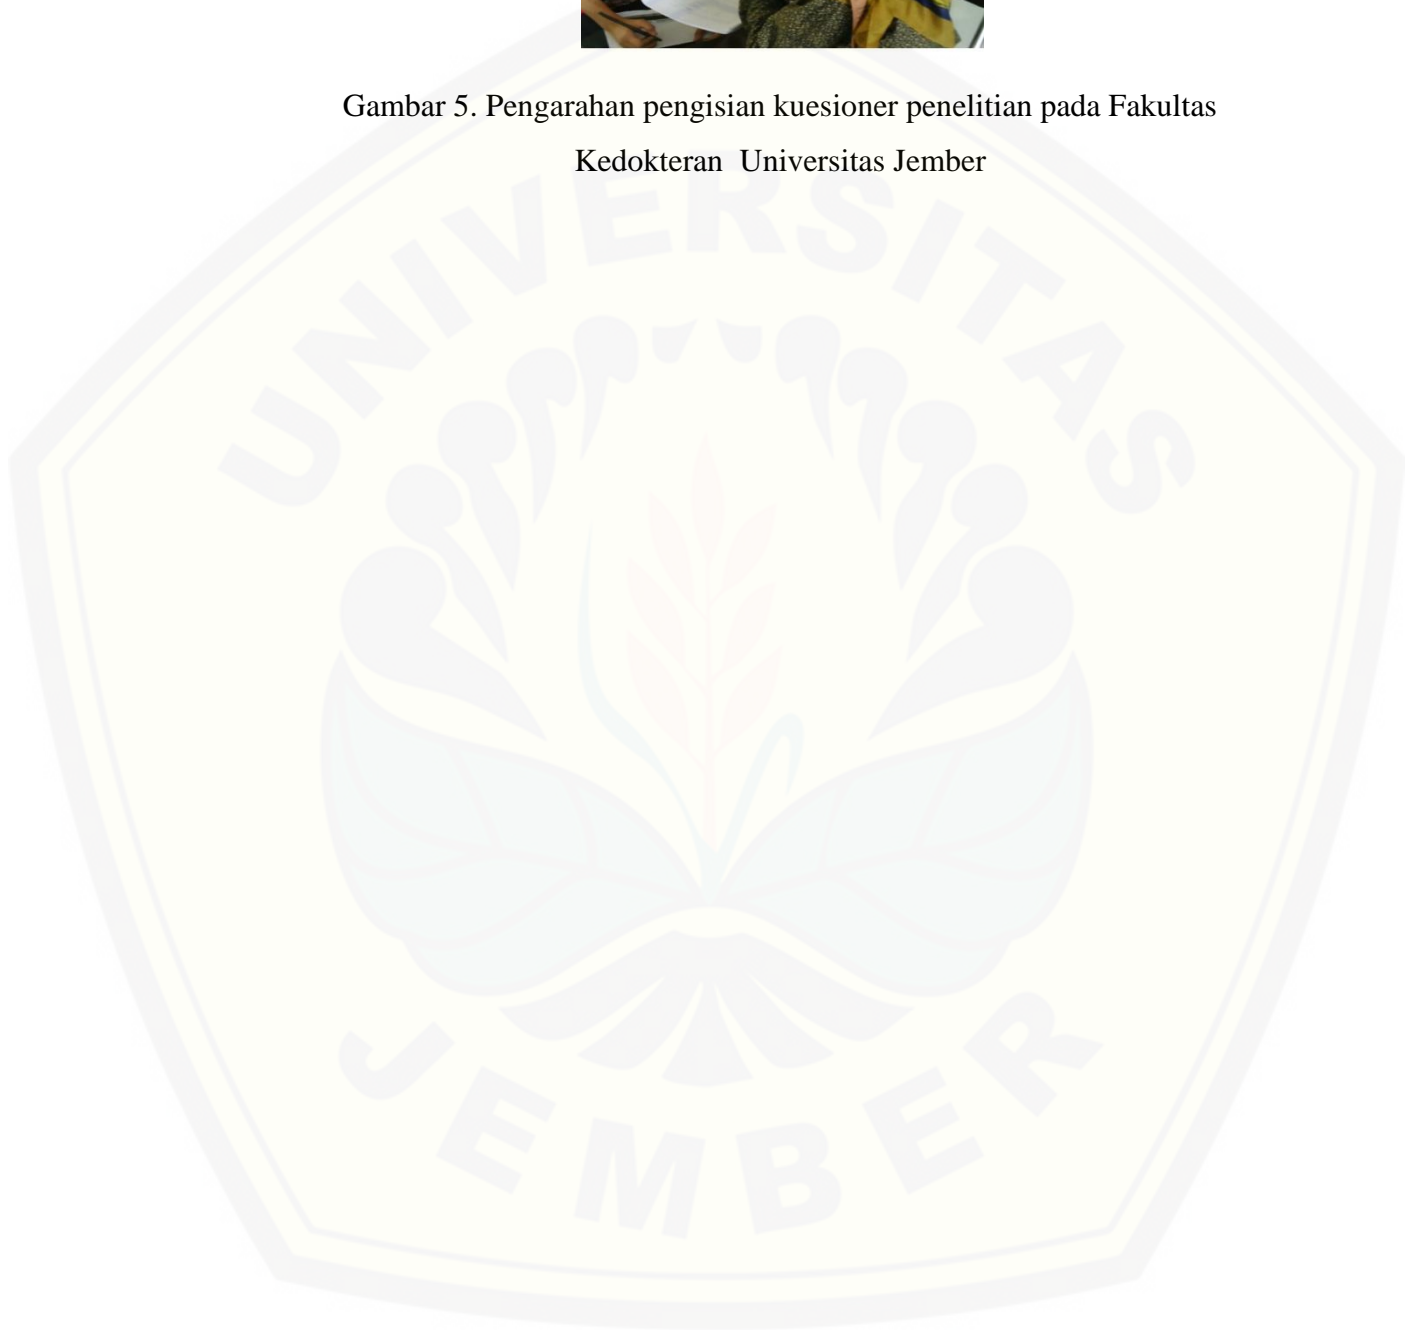 Gambar 5. Pengarahan pengisian kuesioner penelitian pada Fakultas
Kedokteran  Universitas Jember
UNIVERSITAS
JEMBER